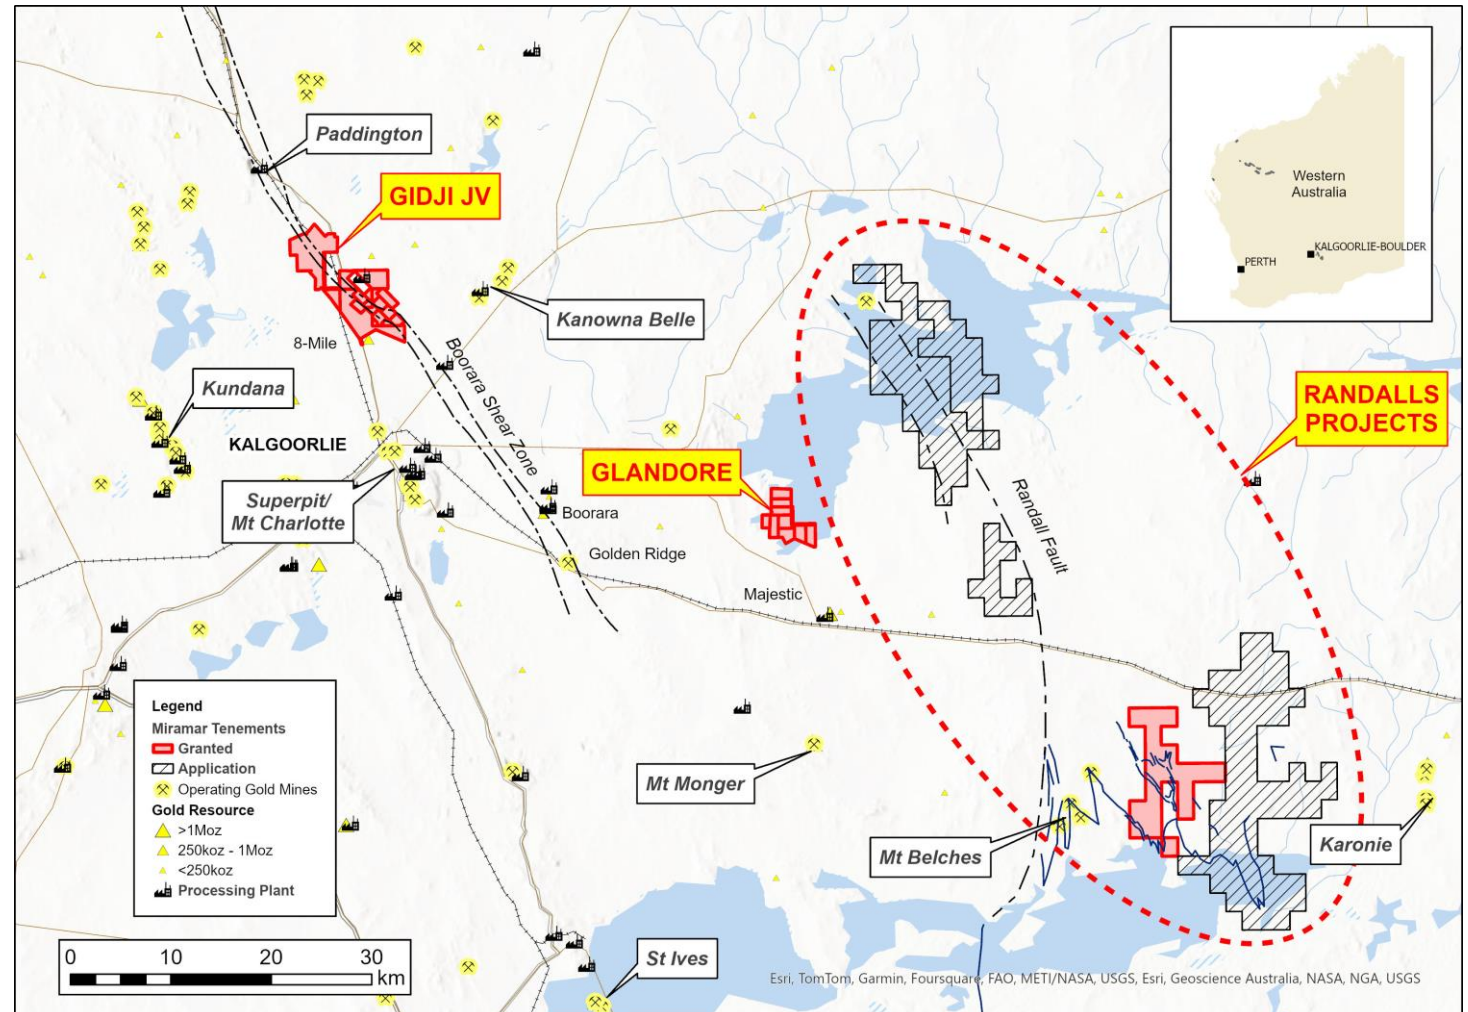 Paddington
GIDJI JV
Western
Australia
KALGOORLIE-BOULDER
PERTH
Kanowna Belle
8-Mile
Boorara Shear Zone
Kundana
KALGOORLIE
RANDALLS
PROJECTS
GLANDORE
Superpit/
Mt Charlotte
Boorara
Randall Fault
Golden Ridge
Majestic
Legend
Miramar Tenements
Granted
Application
Operating Gold Mines
Gold Resource
>1Moz
250koz - 1Moz
<250koz
Processing Plant
Mt Monger
Mt Belches
Karonie
St Ives
0 10 20 30
km
Esri, TomTom, Garmin, Foursquare, FAO, METI/NASA, USGS, Esri, Geoscience Australia, NASA, NGA, USGS